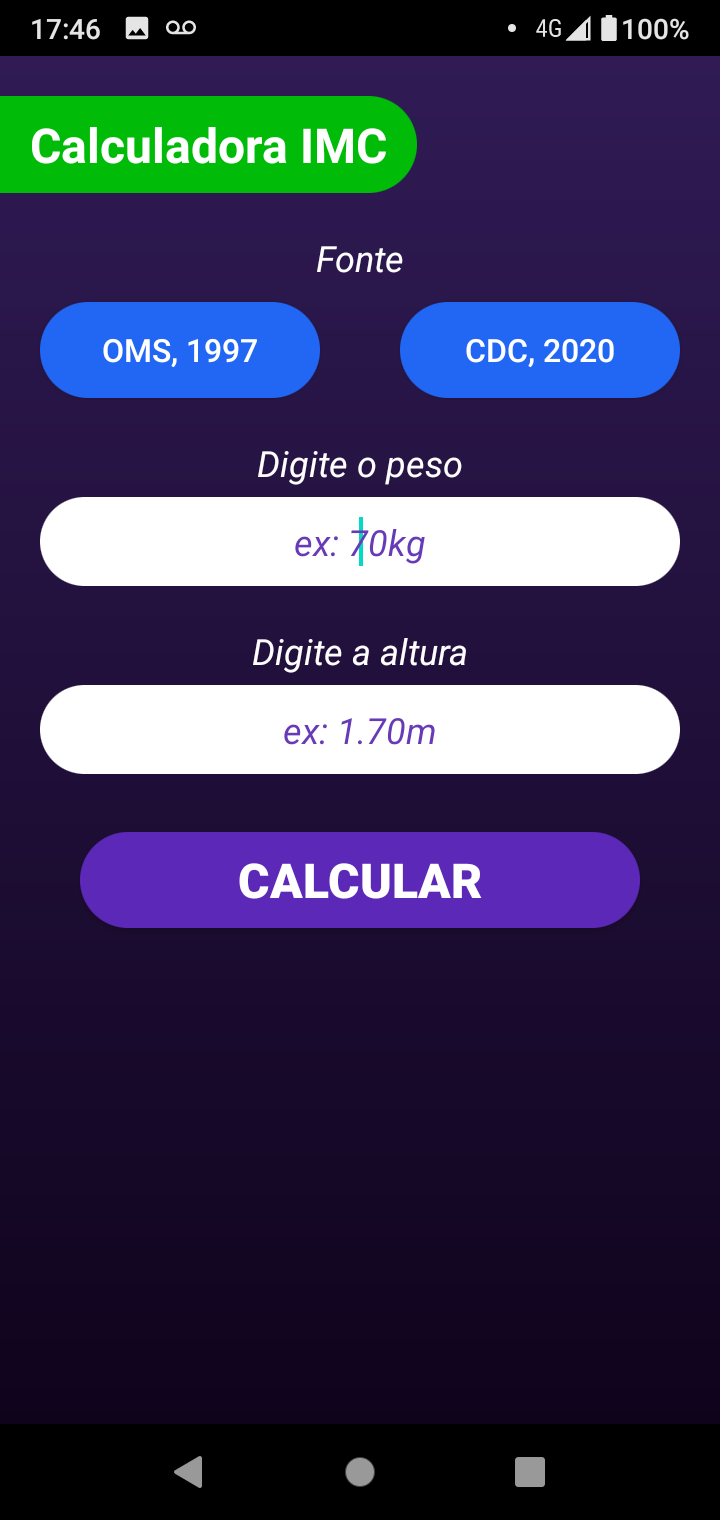 17:46 4G 100%
Calculadora IMC
Fonte
OMS, 1997 CDC, 2020
Digite o peso
ex: 70kg
Digite a altura
ex: 1.70m
CALCULAR